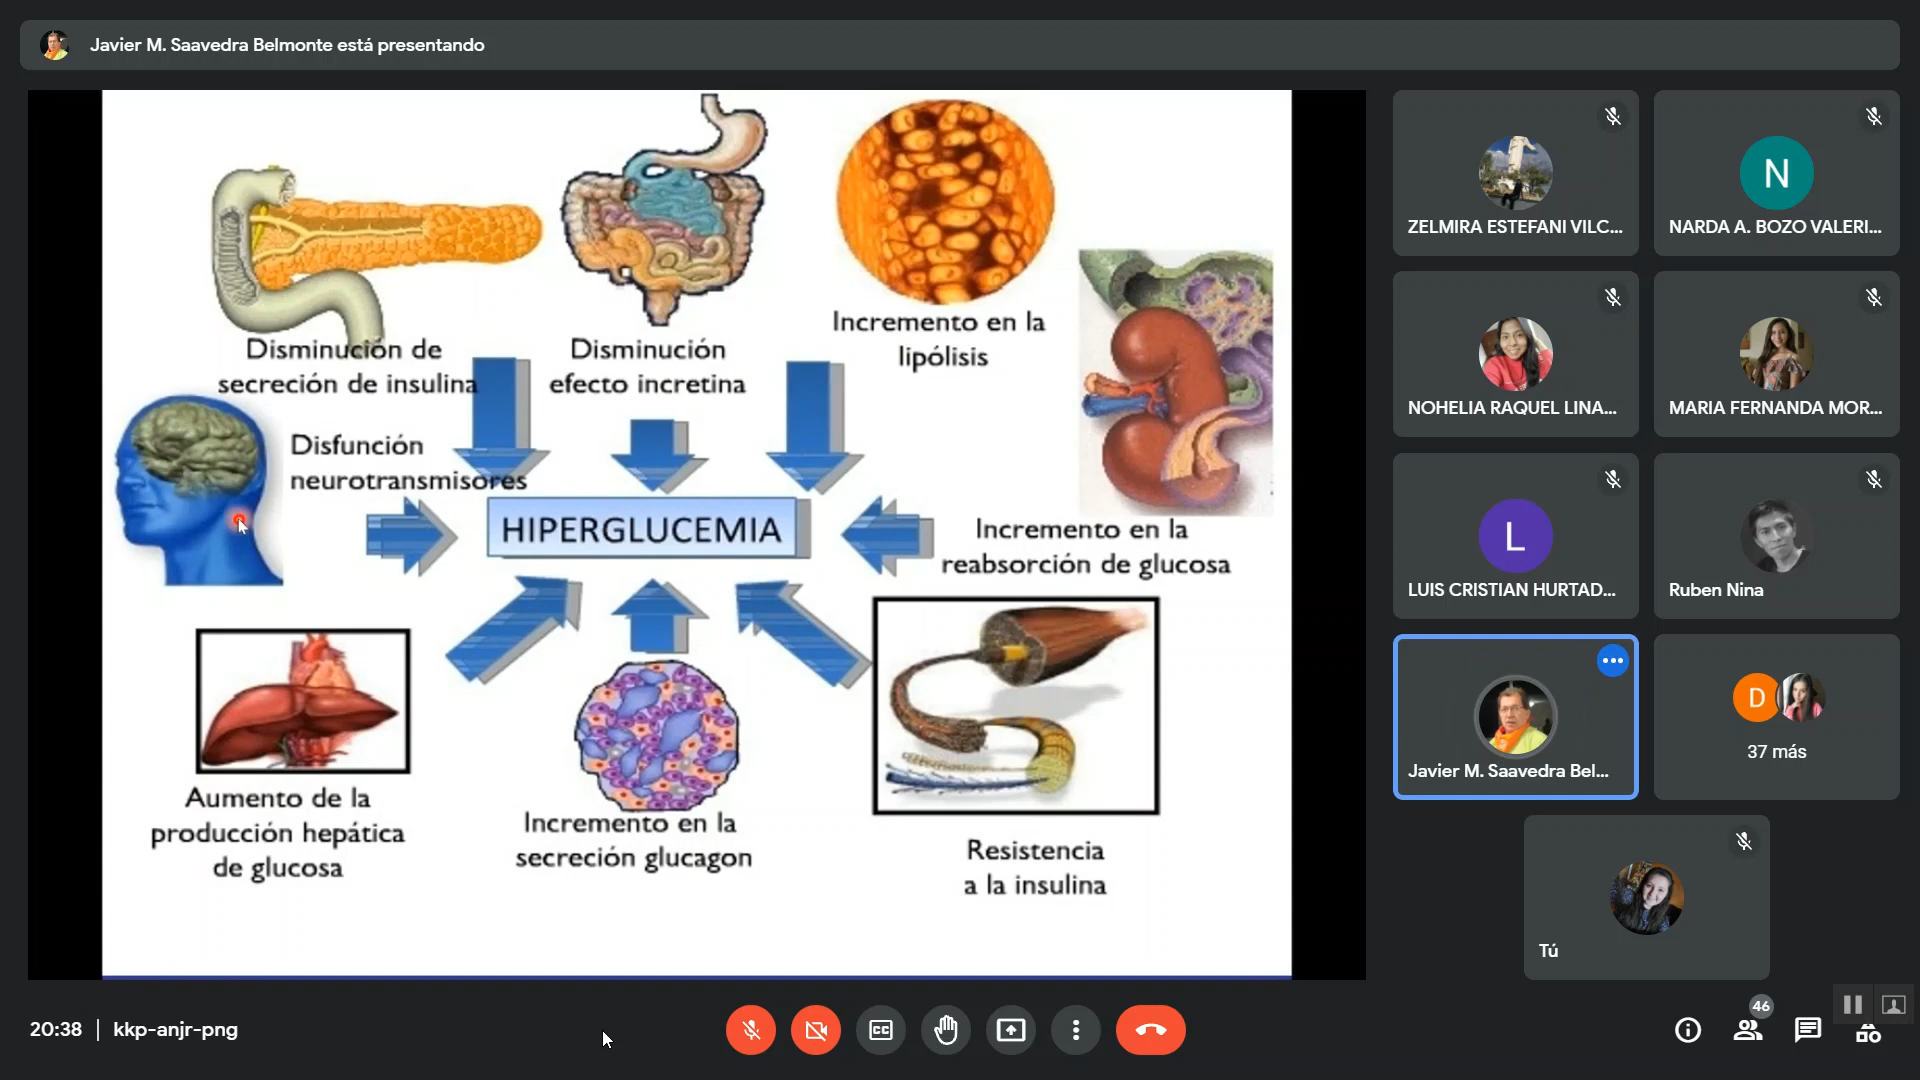 Javier M. Saavedra Belmonte está presentando
Disminución de
secreción de insulina
Disminución
efecto incretina
Incremento en la
lipólisis
Disfunción
neurotransmisores
HIPERGLUCEMIA
Incremento en la
reabsorción de glucosa
Aumento de la
producción hepática
de glucosa
Incremento en la
secreción glucagon
Resistencia
a la insulina
ZELMIRA ESTEFANI VILC...
N
NARDA A. BOZO VALERI...
NOHELIA RAQUEL LINA...
MARIA FERNANDA MOR...
L
LUIS CRISTIAN HURTAD...
Ruben Nina
Javier M. Saavedra Bel...
D
37 más
Tú
20:38 | kkp-anjr-png
CC
46